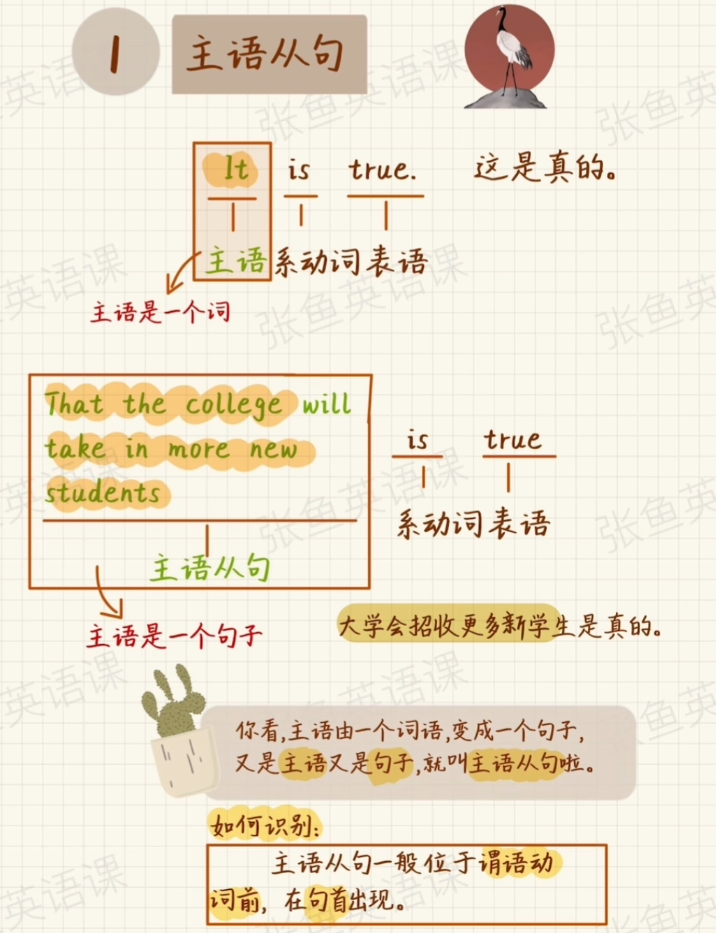 1 主语从句
It is true. 这是真的。
主语 系动词 表语
主语是一个词
That the college will
take in more new
students
is true
系动词 表语
主语从句
主语是一个句子
大学会招收更多新学生是真的。
你看,主语由一个词语,变成一个句子,
又是主语又是句子,就叫主语从句啦。
如何识别:
主语从句一般位于谓语动
词前, 在句首出现。
张鱼英语课